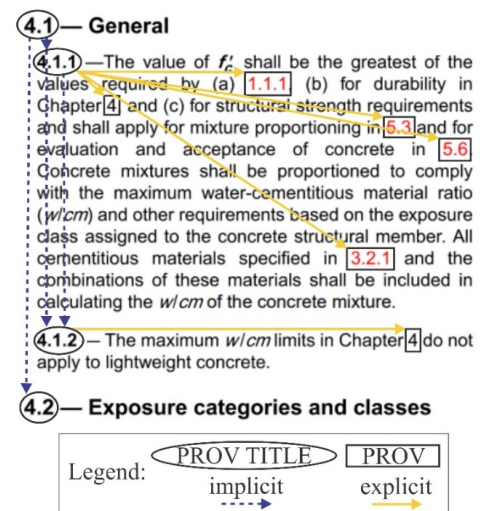 4.1 — General
4.1.1 —The value of f′c shall be the greatest of the
values required by (a) 1.1.1, (b) for durability in
Chapter 4 and (c) for structural strength requirements
and shall apply for mixture proportioning in 5.3 and for
evaluation and acceptance of concrete in 5.6.
Concrete mixtures shall be proportioned to comply
with the maximum water-cementitious material ratio
(w/cm) and other requirements based on the exposure
class assigned to the concrete structural member. All
cementitious materials specified in 3.2.1 and the
combinations of these materials shall be included in
calculating the w/cm of the concrete mixture.
4.1.2 — The maximum w/cm limits in Chapter 4 do not
apply to lightweight concrete.
4.2 — Exposure categories and classes
Legend: PROV TITLE PROV
implicit explicit